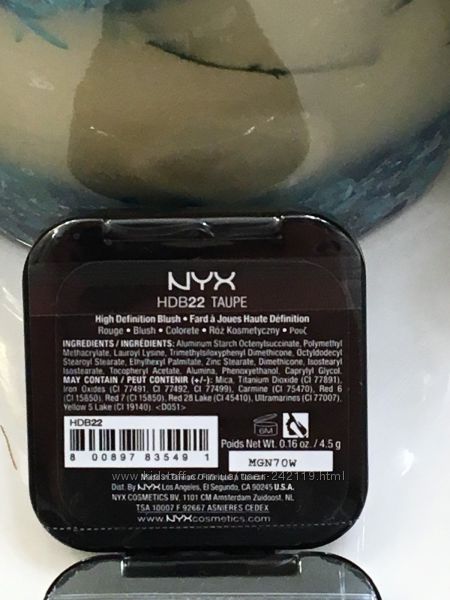 NYX
HDB22 TAUPE
High Definition Blush • Fard à Joues Haute Définition
Rouge • Blush • Colorete • Róż Kosmetyczny •
INGREDIENTS / INGRÉDIENTS: Aluminum Starch Octenylsuccinate, Polymethyl
Methacrylate, Lauroyl Lysine, Trimethylsiloxyphenyl Dimethicone, Octyldodecyl
Stearoyl Stearate, Ethylhexyl Palmitate, Zinc Stearate, Dimethicone, Isostearyl
Isostearate, Tocopheryl Acetate, Alumina, Phenoxyethanol, Caprylyl Glycol.
MAY CONTAIN / PEUT CONTENIR (+/-): Mica, Titanium Dioxide (CI 77891),
Iron Oxides (CI 77491, CI 77492, CI 77499), Carmine (CI 75470), Red 6
(CI 15850), Red 7 (CI 15850), Red 28 Lake (CI 45410), Ultramarines (CI 77007),
Yellow 5 Lake (CI 19140) <D051>
HDB22
8 00897 83549 1
6M
Poids Net Wt. 0.16 oz. / 4.5 g
MGN70W
Dist. By NYX Los Angeles, El Segundo, CA 90245 U.S.A.
NYX COSMETICS BV, 1101 CM Amsterdam Zuidoost, NL
TSA 10007 F 92667 ASNIERES CEDEX
www.NYXcosmetics.com